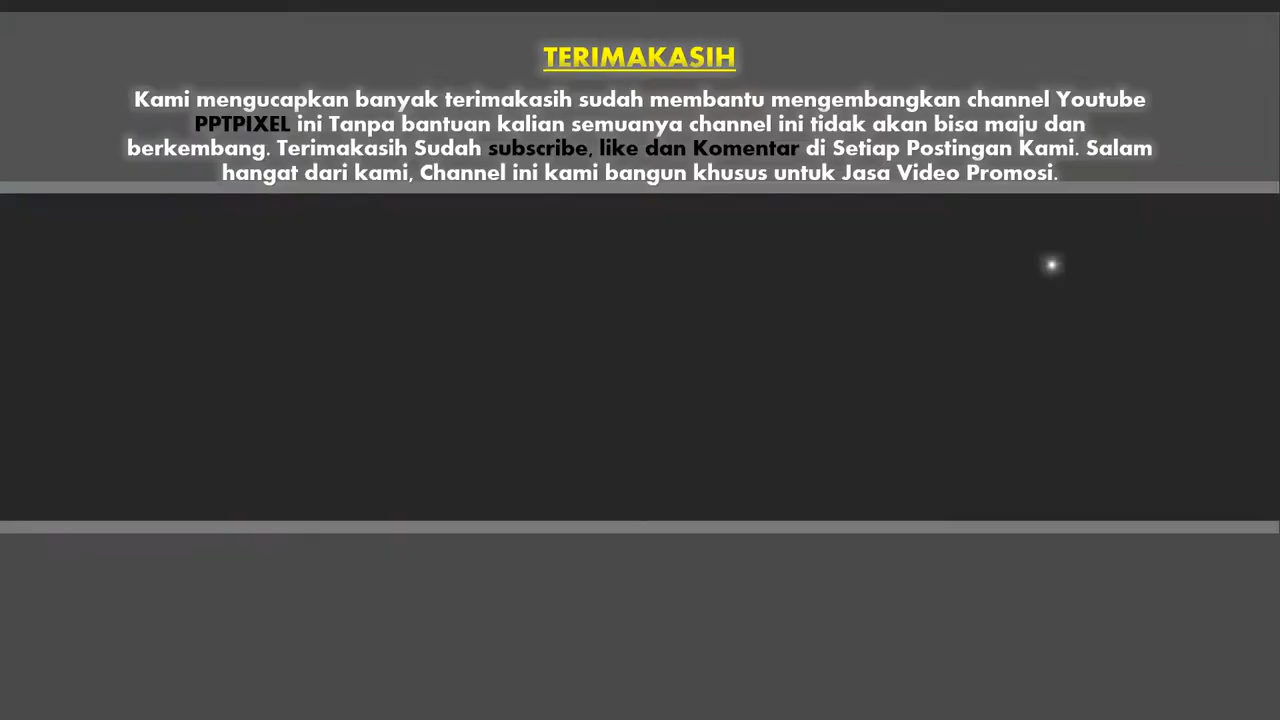 TERIMAKASIH
Kami mengucapkan banyak terimakasih sudah membantu mengembangkan channel Youtube
PPTPIXEL ini Tanpa bantuan kalian semuanya channel ini tidak akan bisa maju dan
berkembang. Terimakasih Sudah subscribe, like dan Komentar di Setiap Postingan Kami. Salam
hangat dari kami, Channel ini kami bangun khusus untuk Jasa Video Promosi.